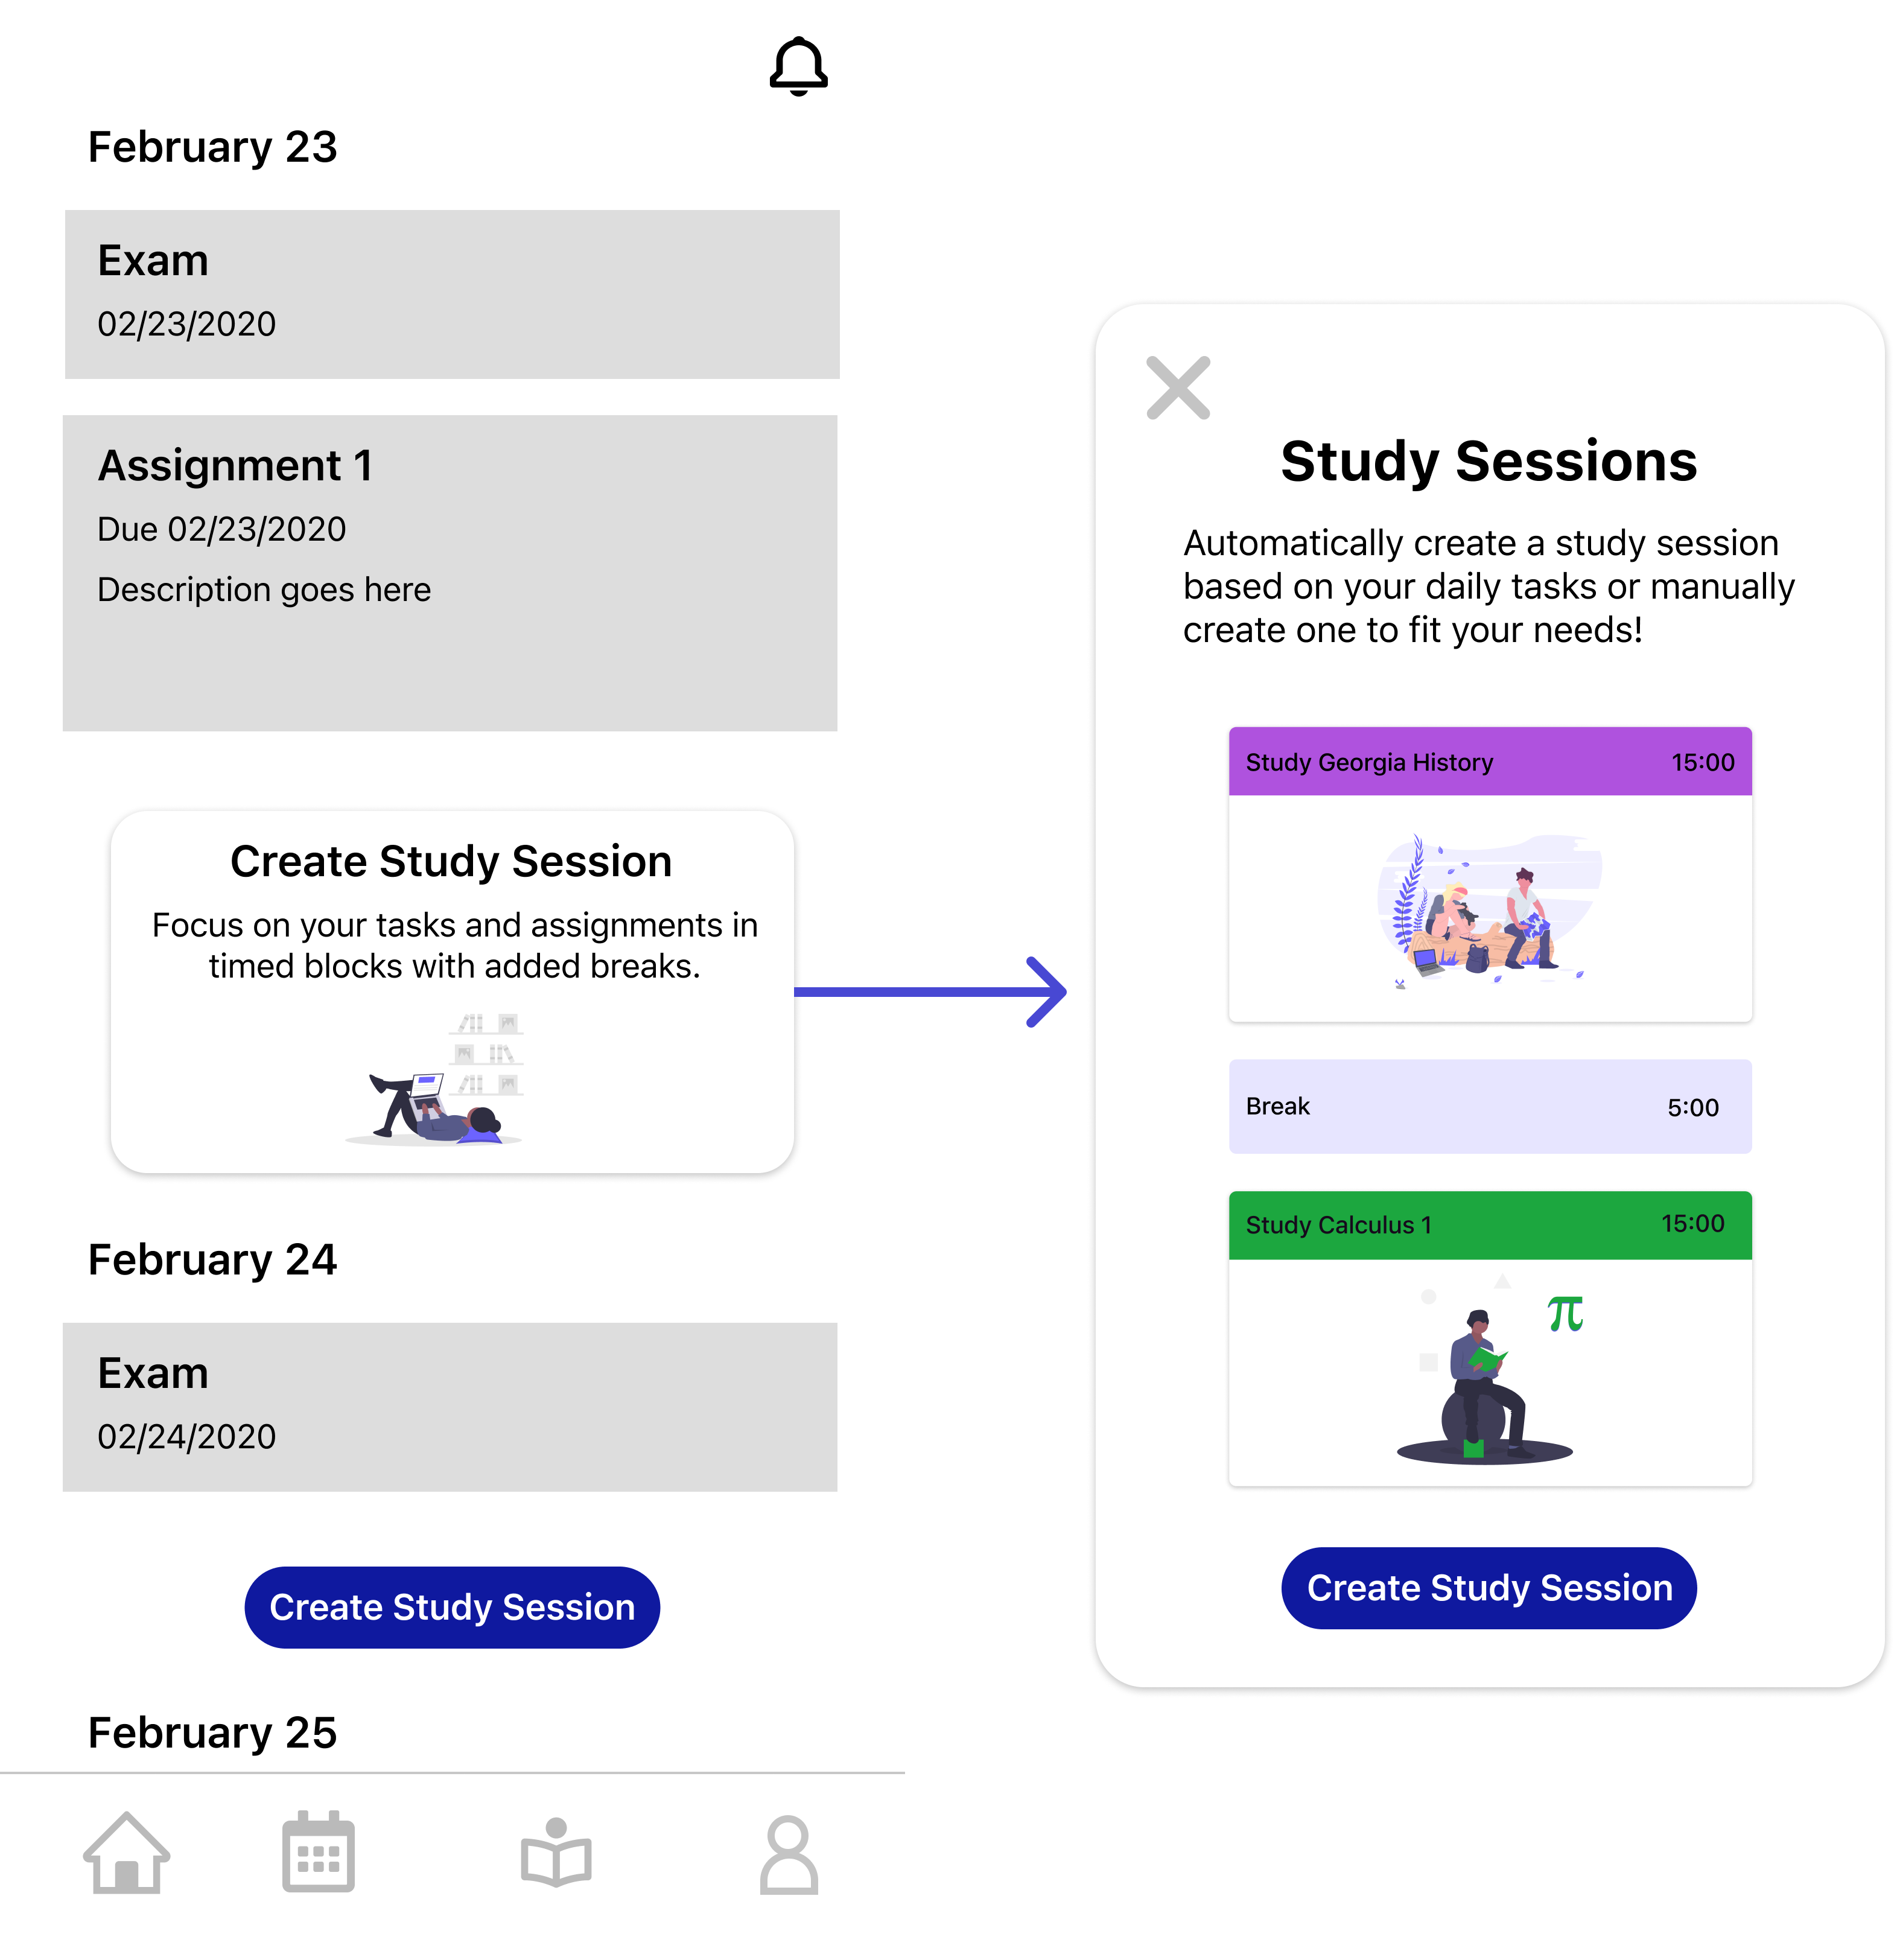 February 23
Exam
02/23/2020
Assignment 1
Due 02/23/2020
Description goes here
Create Study Session
Focus on your tasks and assignments in
timed blocks with added breaks.
February 24
Exam
02/24/2020
Create Study Session
February 25
Study Sessions
Automatically create a study session
based on your daily tasks or manually
create one to fit your needs!
Study Georgia History 15:00
Break 5:00
Study Calculus 1 15:00
π
Create Study Session